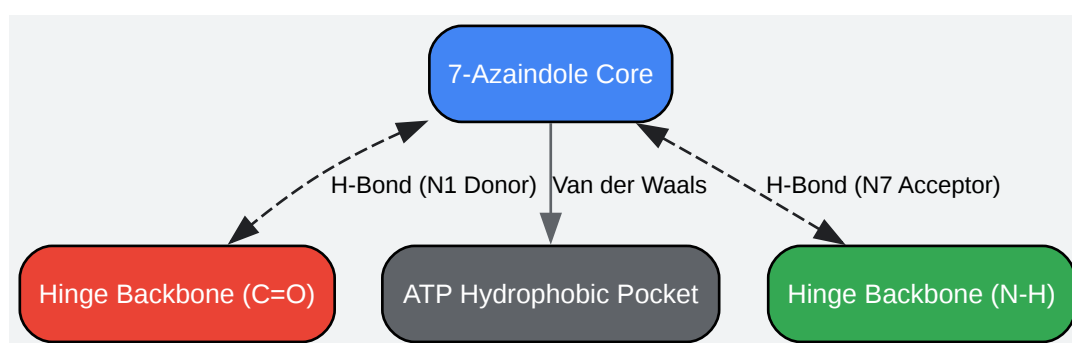 7-Azaindole Core
H-Bond (N1 Donor)
Van der Waals
H-Bond (N7 Acceptor)
Hinge Backbone (C=O)
ATP Hydrophobic Pocket
Hinge Backbone (N-H)